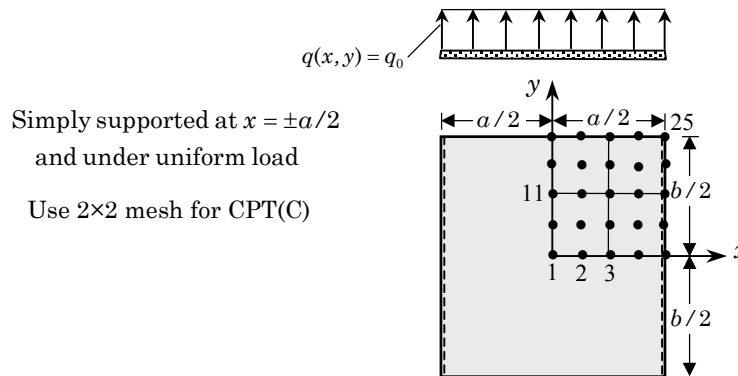 q(x, y) = q₀
Simply supported at x = ±a/2
and under uniform load
Use 2×2 mesh for CPT(C)
y
a/2
a/2
25
11
b/2
x
1
2
3
b/2